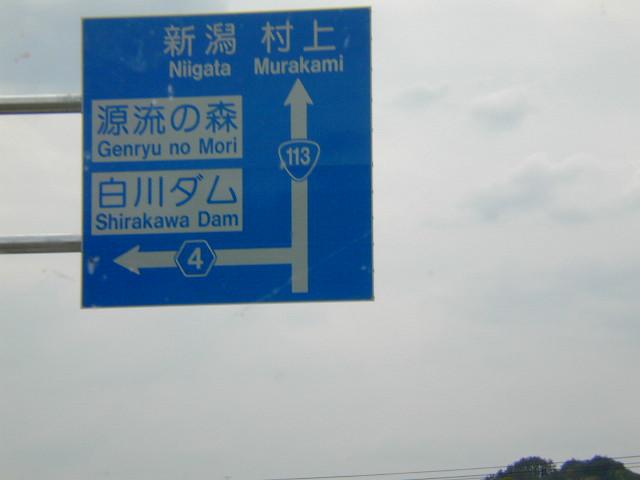 新潟 村上
Niigata Murakami
源流の森
Genryu no Mori
113
白川ダム
Shirakawa Dam
4